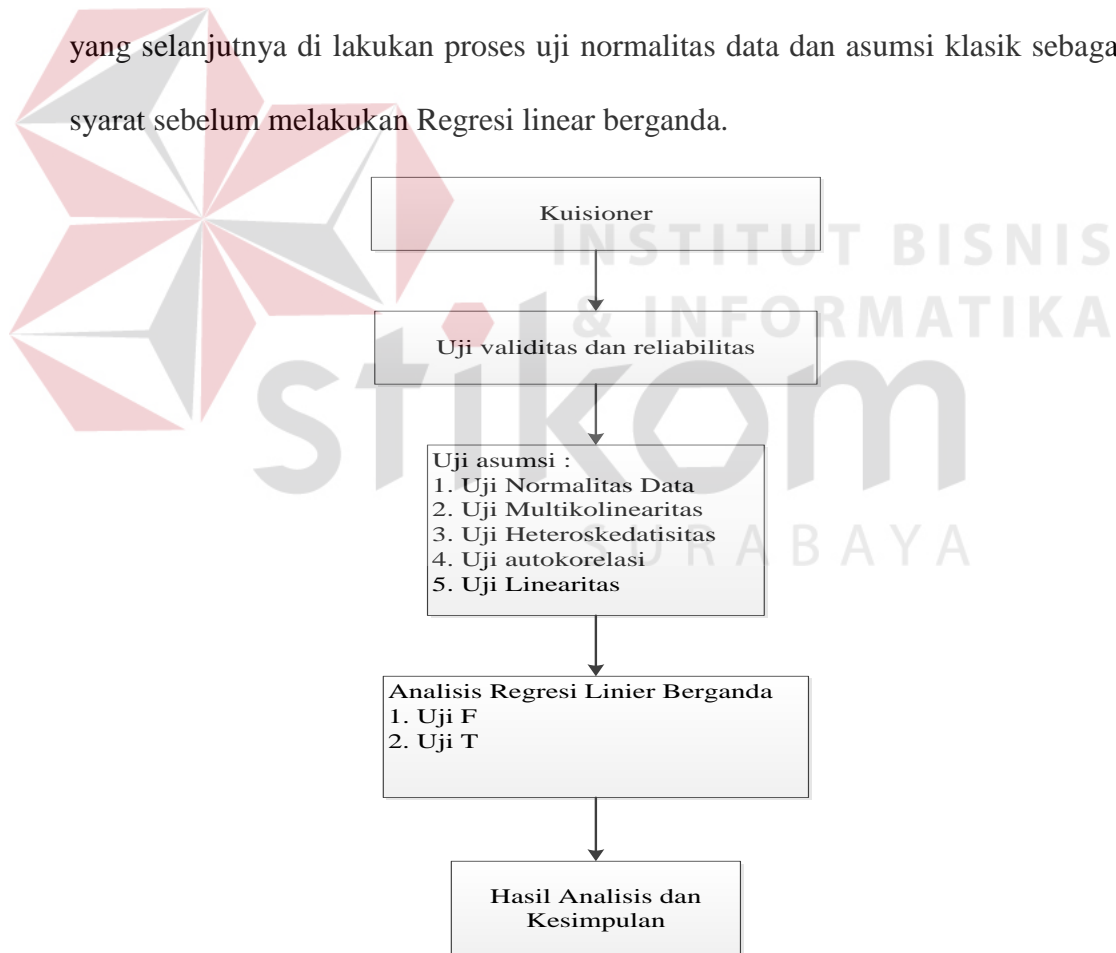 yang selanjutnya di lakukan proses uji normalitas data dan asumsi klasik sebaga
syarat sebelum melakukan Regresi linear berganda.
Kuisioner
INSTITUT BISNIS
& INFORMATIKA
Uji validitas dan reliabilitas
stikom
SURABAYA
Uji asumsi :
1. Uji Normalitas Data
2. Uji Multikolinearitas
3. Uji Heteroskedatisitas
4. Uji autokorelasi
5. Uji Linearitas
Analisis Regresi Linier Berganda
1. Uji F
2. Uji T
Hasil Analisis dan
Kesimpulan